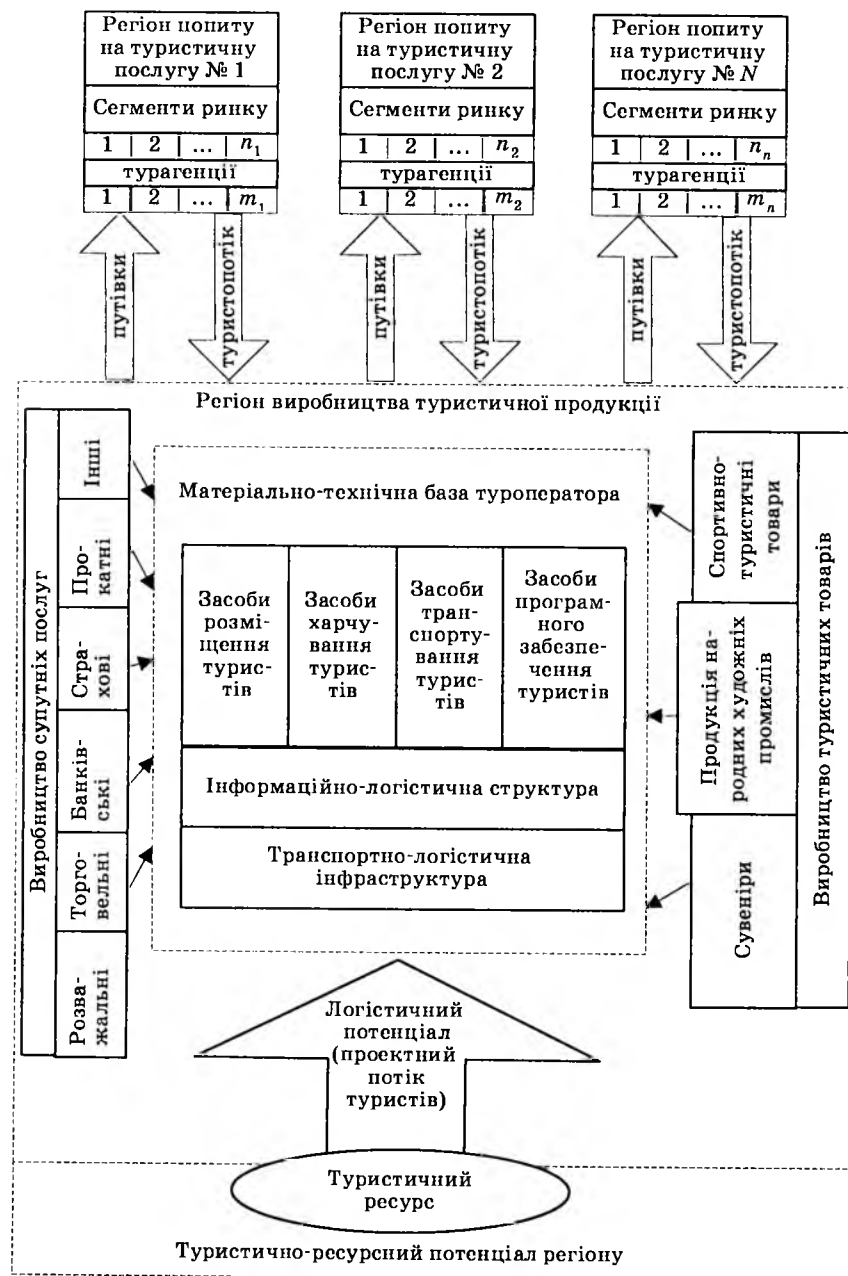 Регіон попиту
на туристичну
послугу № 1
Сегменти ринку
1 2 ... n₁
турагенції
1 2 ... m₁
Регіон попиту
на туристичну
послугу № 2
Сегменти ринку
1 2 ... n₂
турагенції
1 2 ... m₂
Регіон попиту
на туристичну
послугу № N
Сегменти ринку
1 2 ... nₙ
турагенції
1 2 ... mₙ
путівки
туристопотік
путівки
туристопотік
путівки
туристопотік
Регіон виробництва туристичної продукції
Виробництво супутніх послуг
Інші
Про-
катні
Стра-
хові
Банків-
ські
Торго-
вельні
Розва-
жальні
Матеріально-технічна база туроператора
Засоби
розмі-
щення
турис-
тів
Засоби
харчу-
вання
турис-
тів
Засоби
тран-
спорту-
вання
турис-
тів
Засоби
програм-
ного
забезпе-
чення
туристів
Інформаційно-логістична структура
Транспортно-логістична
інфраструктура
Спортивно-
туристичні
товари
Продукція на-
родних художніх
промислів
Сувеніри
Виробництво туристичних товарів
Логістичний
потенціал
(проектний
потік
туристів)
Туристичний
ресурс
Туристично-ресурсний потенціал регіону